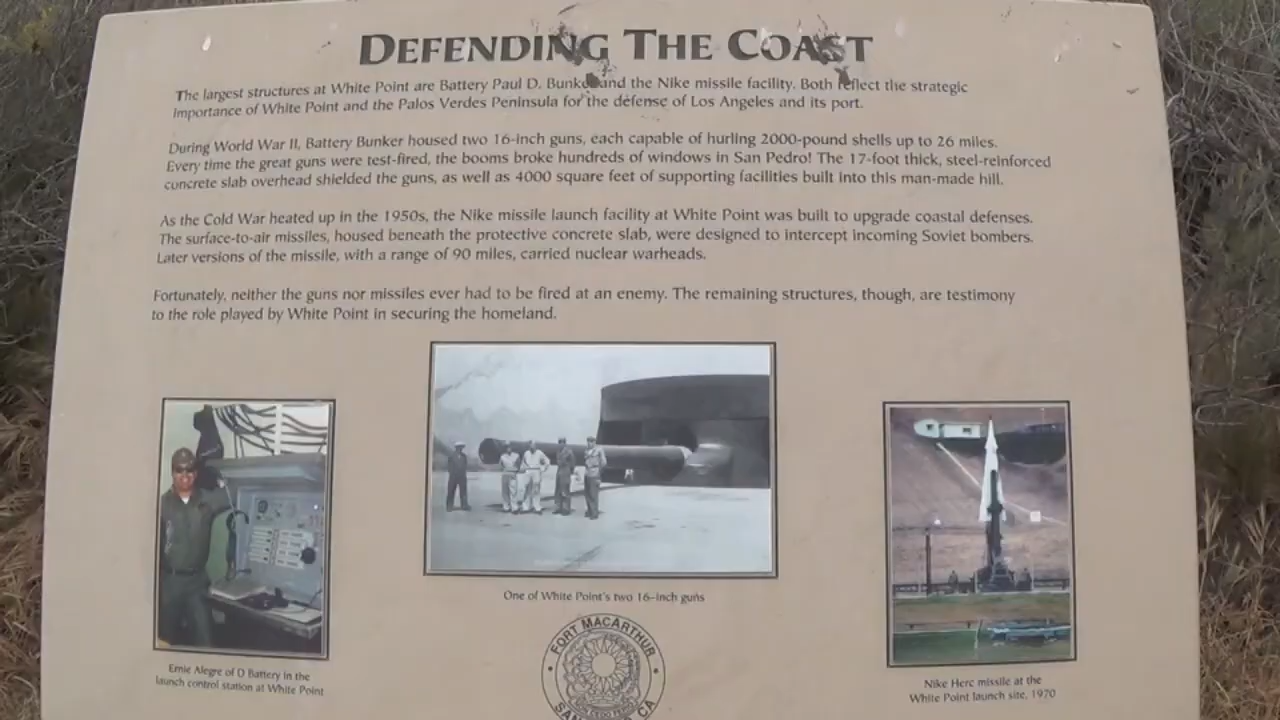 DEFENDING THE COAST
The largest structures at White Point are Battery Paul D. Bunker and the Nike missile facility. Both reflect the strategic
Importance of White Point and the Palos Verdes Peninsula for the defense of Los Angeles and its port.
During World War II, Battery Bunker housed two 16-inch guns, each capable of hurling 2000-pound shells up to 26 miles.
Every time the great guns were test-fired, the booms broke hundreds of windows in San Pedro! The 17-foot thick, steel-reinforced
concrete slab overhead shielded the guns, as well as 4000 square feet of supporting facilities built into this man-made hill.
As the Cold War heated up in the 1950s, the Nike missile launch facility at White Point was built to upgrade coastal defenses.
The surface-to-air missiles, housed beneath the protective concrete slab, were designed to intercept incoming Soviet bombers.
Later versions of the missile, with a range of 90 miles, carried nuclear warheads.
Fortunately, neither the guns nor missiles ever had to be fired at an enemy. The remaining structures, though, are testimony
to the role played by White Point in securing the homeland.
One of White Point's two 16-inch guns
Ernie Alegre of D Battery in the
launch control station at White Point
Nike Herc missile at the
White Point launch site, 1970
FORT MACARTHUR
CA